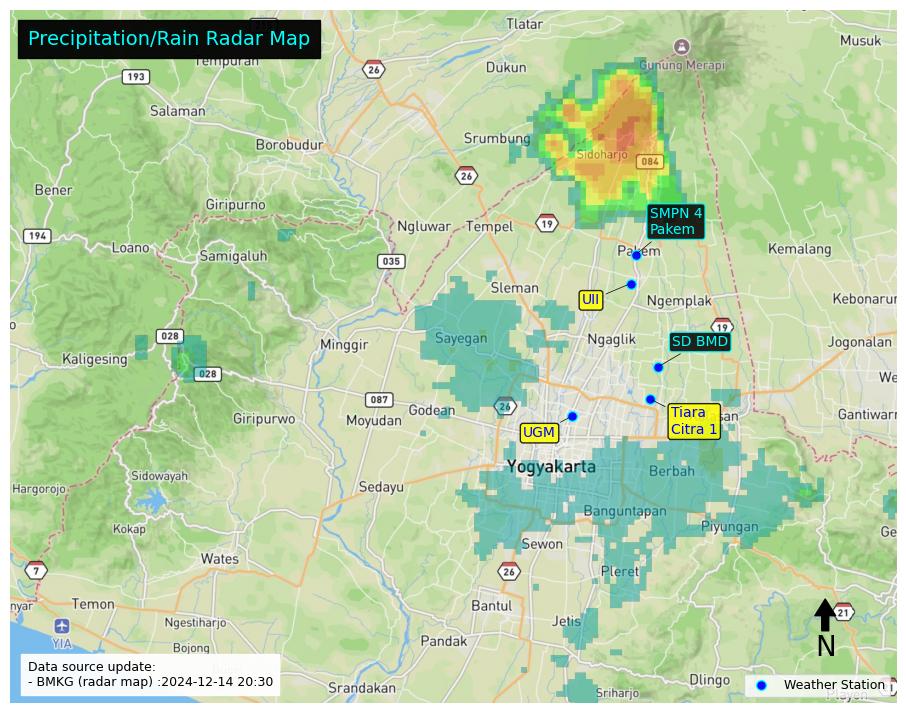 Tlatar
Precipitation/Rain Radar Map
Musuk
Tempuran
Gunung Merapi
26
Dukun
193
Salaman
Srumbung
Borobudur
Sidoharjo
084
26
Bener
Giripurno
SMPN 4
Pakem
19
194
Ngluwar
Tempel
Loano
Samigaluh
Pakem
Kemalang
035
Sleman
UII
Ngemplak
19
028
Sayegan
Ngaglik
SD BMD
Minggir
Jogonalan
Kaligesing
028
087
Godean
26
Tiara
Citra 1
Giripurwo
Moyudan
UGM
Yogyakarta
Berbah
Sidowayah
Hargorojo
Sedayu
Banguntapan
Piyungan
Kokap
Sewon
Wates
7
26
Pleret
Temon
Bantul
21
YIA
Ngestiharjo
Jetis
Pandak
N
Bojong
Data source update:
- BMKG (radar map) :2024-12-14 20:30
Dlingo
Weather Station
Srandakan
Sriharjo